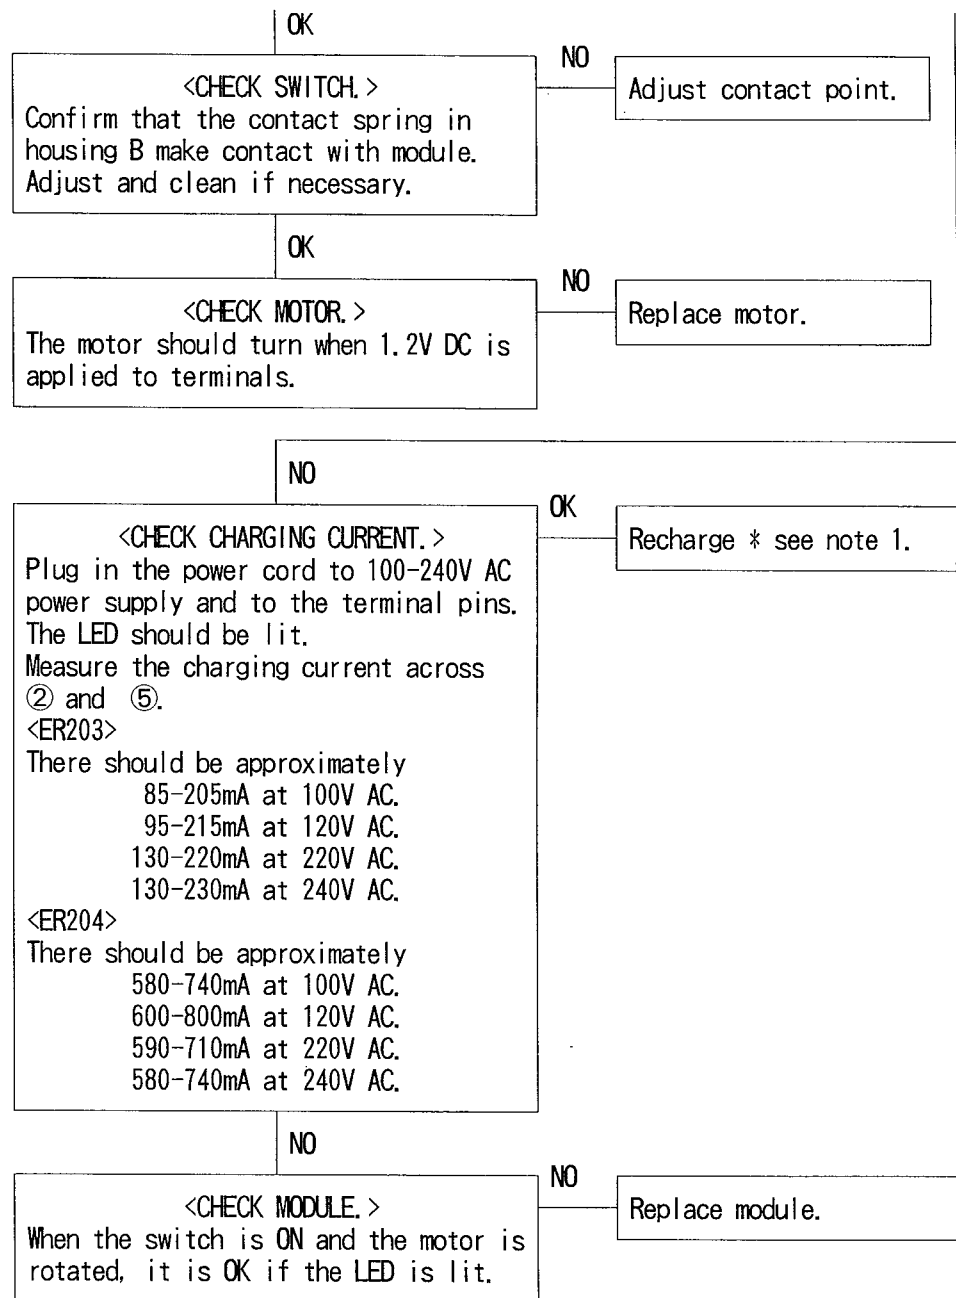 OK
<CHECK SWITCH.>
Confirm that the contact spring in
housing B make contact with module.
Adjust and clean if necessary.
NO
Adjust contact point.
OK
<CHECK MOTOR.>
The motor should turn when 1.2V DC is
applied to terminals.
NO
Replace motor.
NO
<CHECK CHARGING CURRENT.>
Plug in the power cord to 100-240V AC
power supply and to the terminal pins.
The LED should be lit.
Measure the charging current across
② and ⑤.
<ER203>
There should be approximately
85-205mA at 100V AC.
95-215mA at 120V AC.
130-220mA at 220V AC.
130-230mA at 240V AC.
<ER204>
There should be approximately
580-740mA at 100V AC.
600-800mA at 120V AC.
590-710mA at 220V AC.
580-740mA at 240V AC.
OK
Recharge * see note 1.
NO
<CHECK MODULE.>
When the switch is ON and the motor is
rotated, it is OK if the LED is lit.
NO
Replace module.